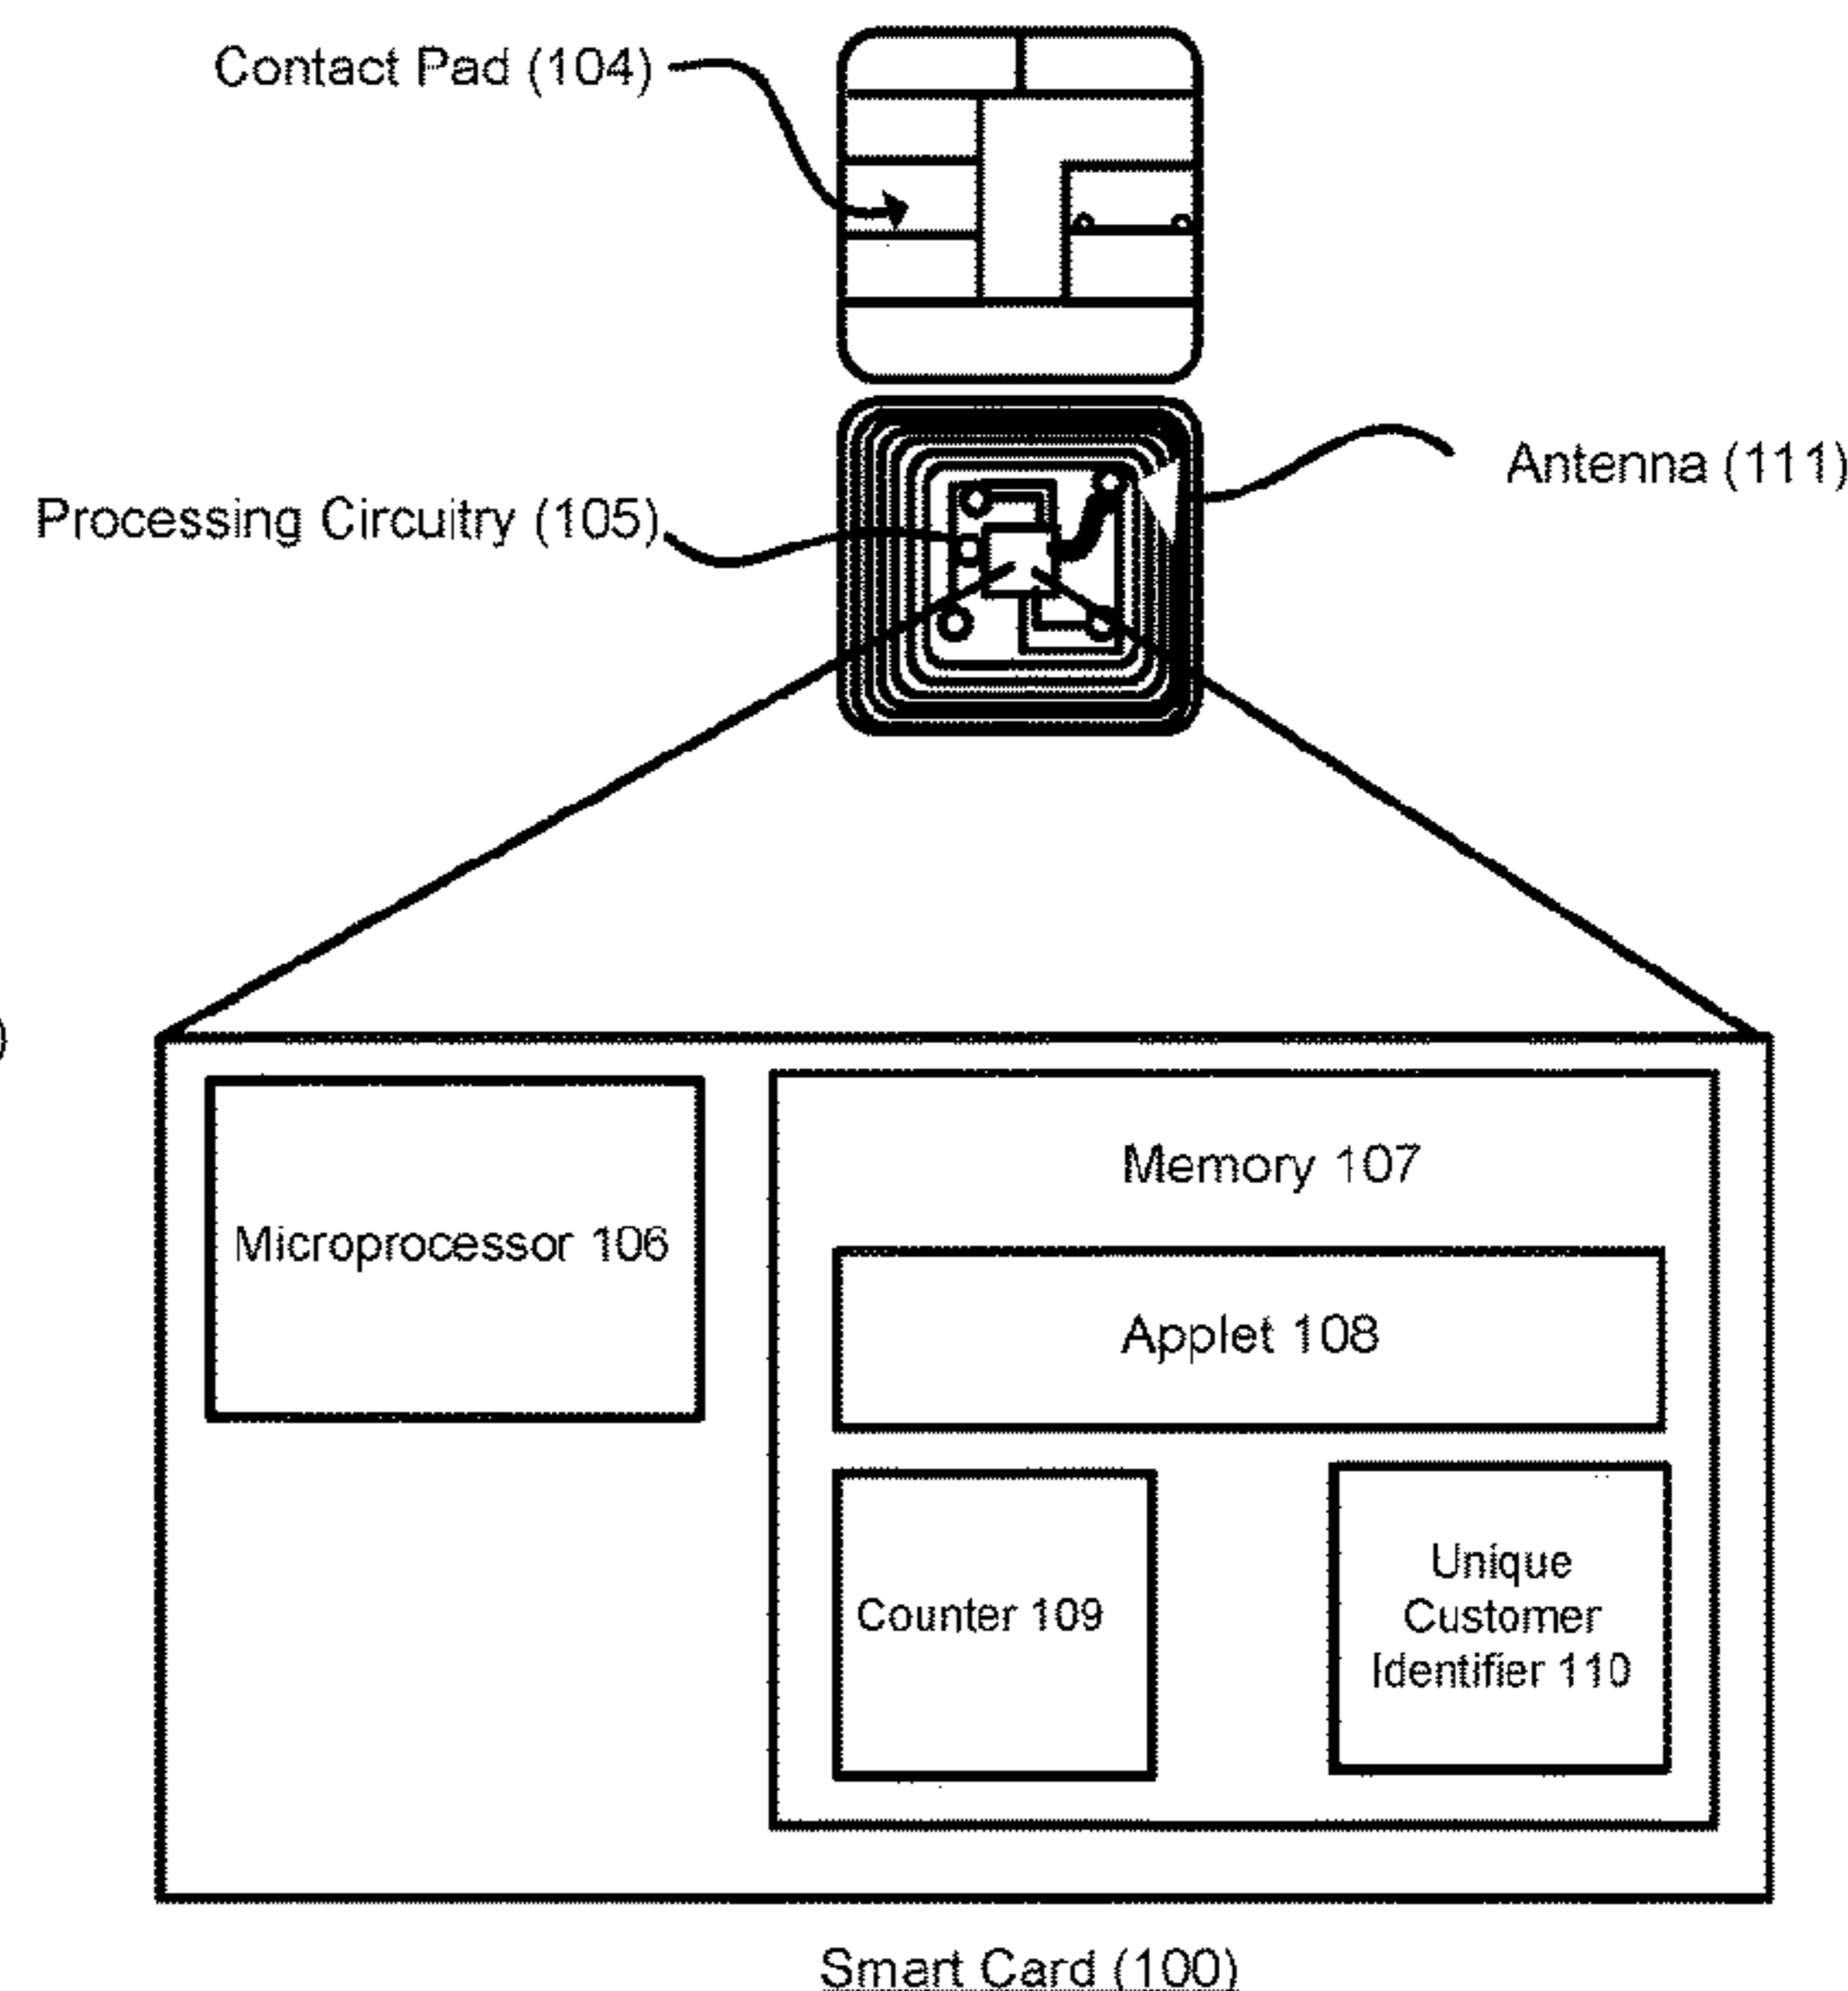 Contact Pad (104)
Antenna (111)
Processing Circuitry (105)
)
Memory 107
Microprocessor 106
Applet 108
Unique
Customer
Identifier 110
Counter 109
Smart Card (100)